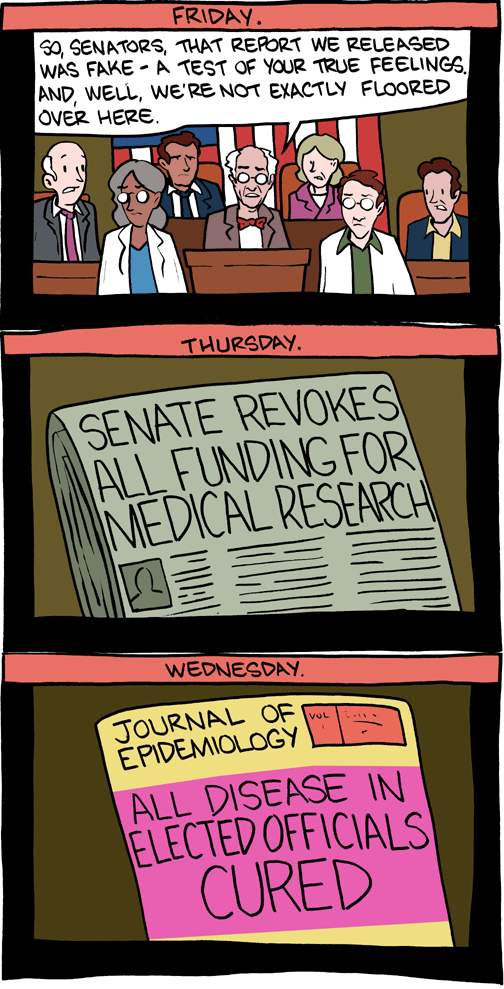 FRIDAY.
SO, SENATORS, THAT REPORT WE RELEASED
WAS FAKE - A TEST OF YOUR TRUE FEELINGS.
AND, WELL, WE'RE NOT EXACTLY FLOORED
OVER HERE.
THURSDAY.
SENATE REVOKES
ALL FUNDING FOR
MEDICAL RESEARCH
WEDNESDAY.
JOURNAL OF
EPIDEMIOLOGY
VOL
ALL DISEASE IN
ELECTED OFFICIALS
CURED